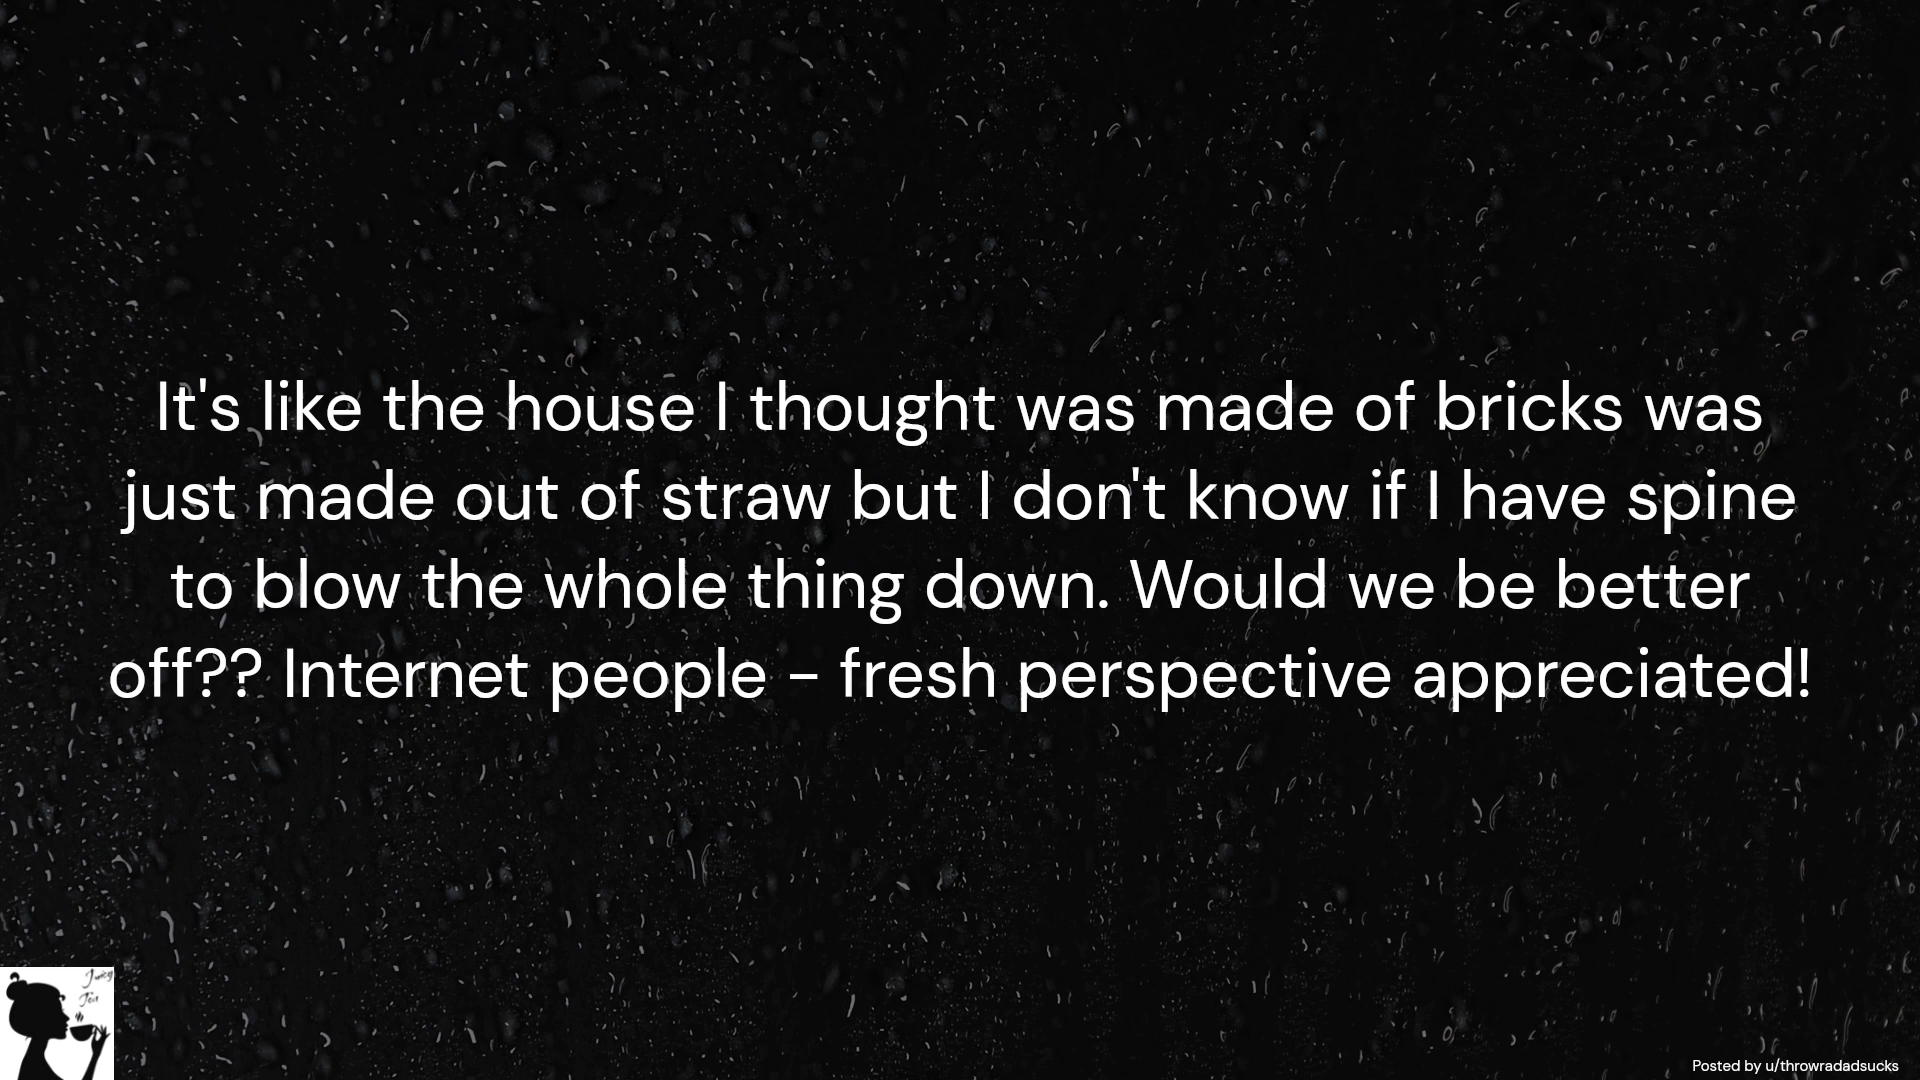 It's like the house I thought was made of bricks was
just made out of straw but I don't know if I have spine
to blow the whole thing down. Would we be better
off?? Internet people - fresh perspective appreciated!
Juicy
Tea
Posted by u/throwradadsucks